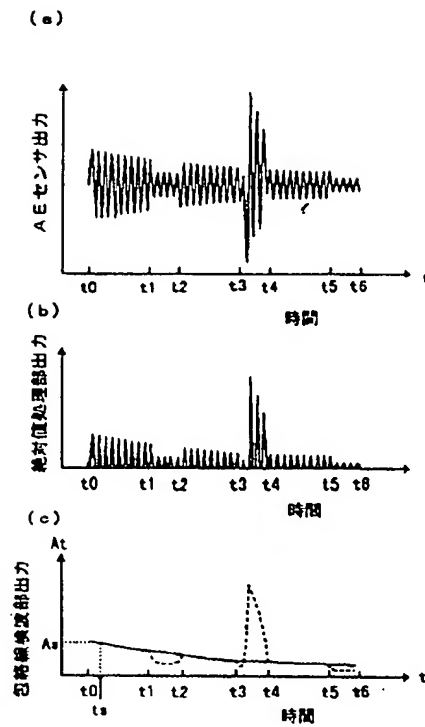 (a)
AEセンサ出力
t
t0 t1 t2 t3 t4 t5 t6
時間
(b)
絶対値処理部出力
t
t0 t1 t2 t3 t4 t5 t6
時間
(c)
At
包絡線検波部出力
As
t
t0 t1 t2 t3 t4 t5 t6
ts
時間